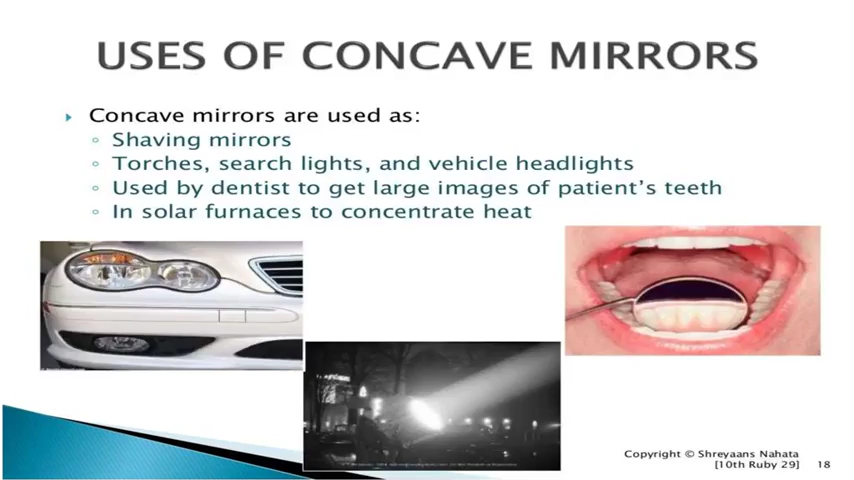 USES OF CONCAVE MIRRORS
Concave mirrors are used as:
Shaving mirrors
Torches, search lights, and vehicle headlights
Used by dentist to get large images of patient's teeth
In solar furnaces to concentrate heat
Copyright © Shreyaans Nahata
[10th Ruby 29] 18